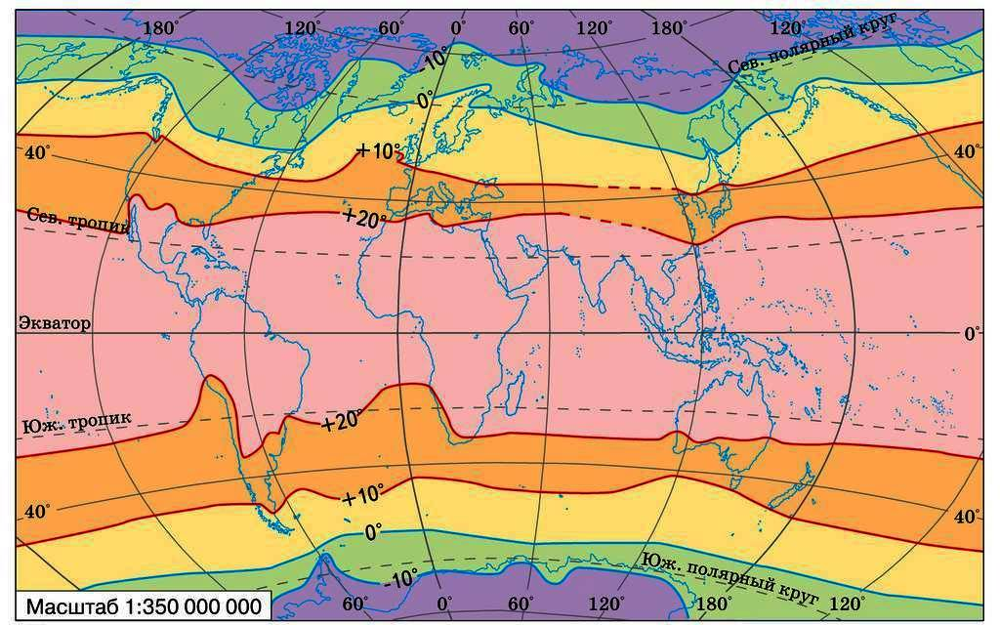 180° 120° 60° 0° 60° 120° 180° 120°
Сев. полярный круг
-10°
0°
+10°
40° 40°
+20°
Сев. тропик
Экватор 0°
Юж. тропик
+20°
+10°
40° 40°
0°
Юж. полярный круг
-10°
Масштаб 1:350 000 000
60° 0° 60° 120° 180° 120°